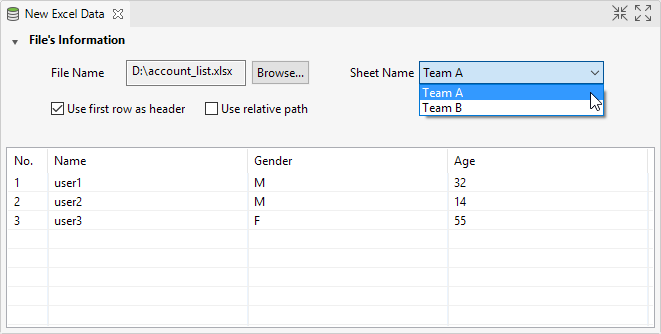 New Excel Data
File's Information
File Name D:\account_list.xlsx Browse... Sheet Name Team A
Team A
Team B
Use first row as header Use relative path
No. Name Gender Age
1 user1 M 32
2 user2 M 14
3 user3 F 55